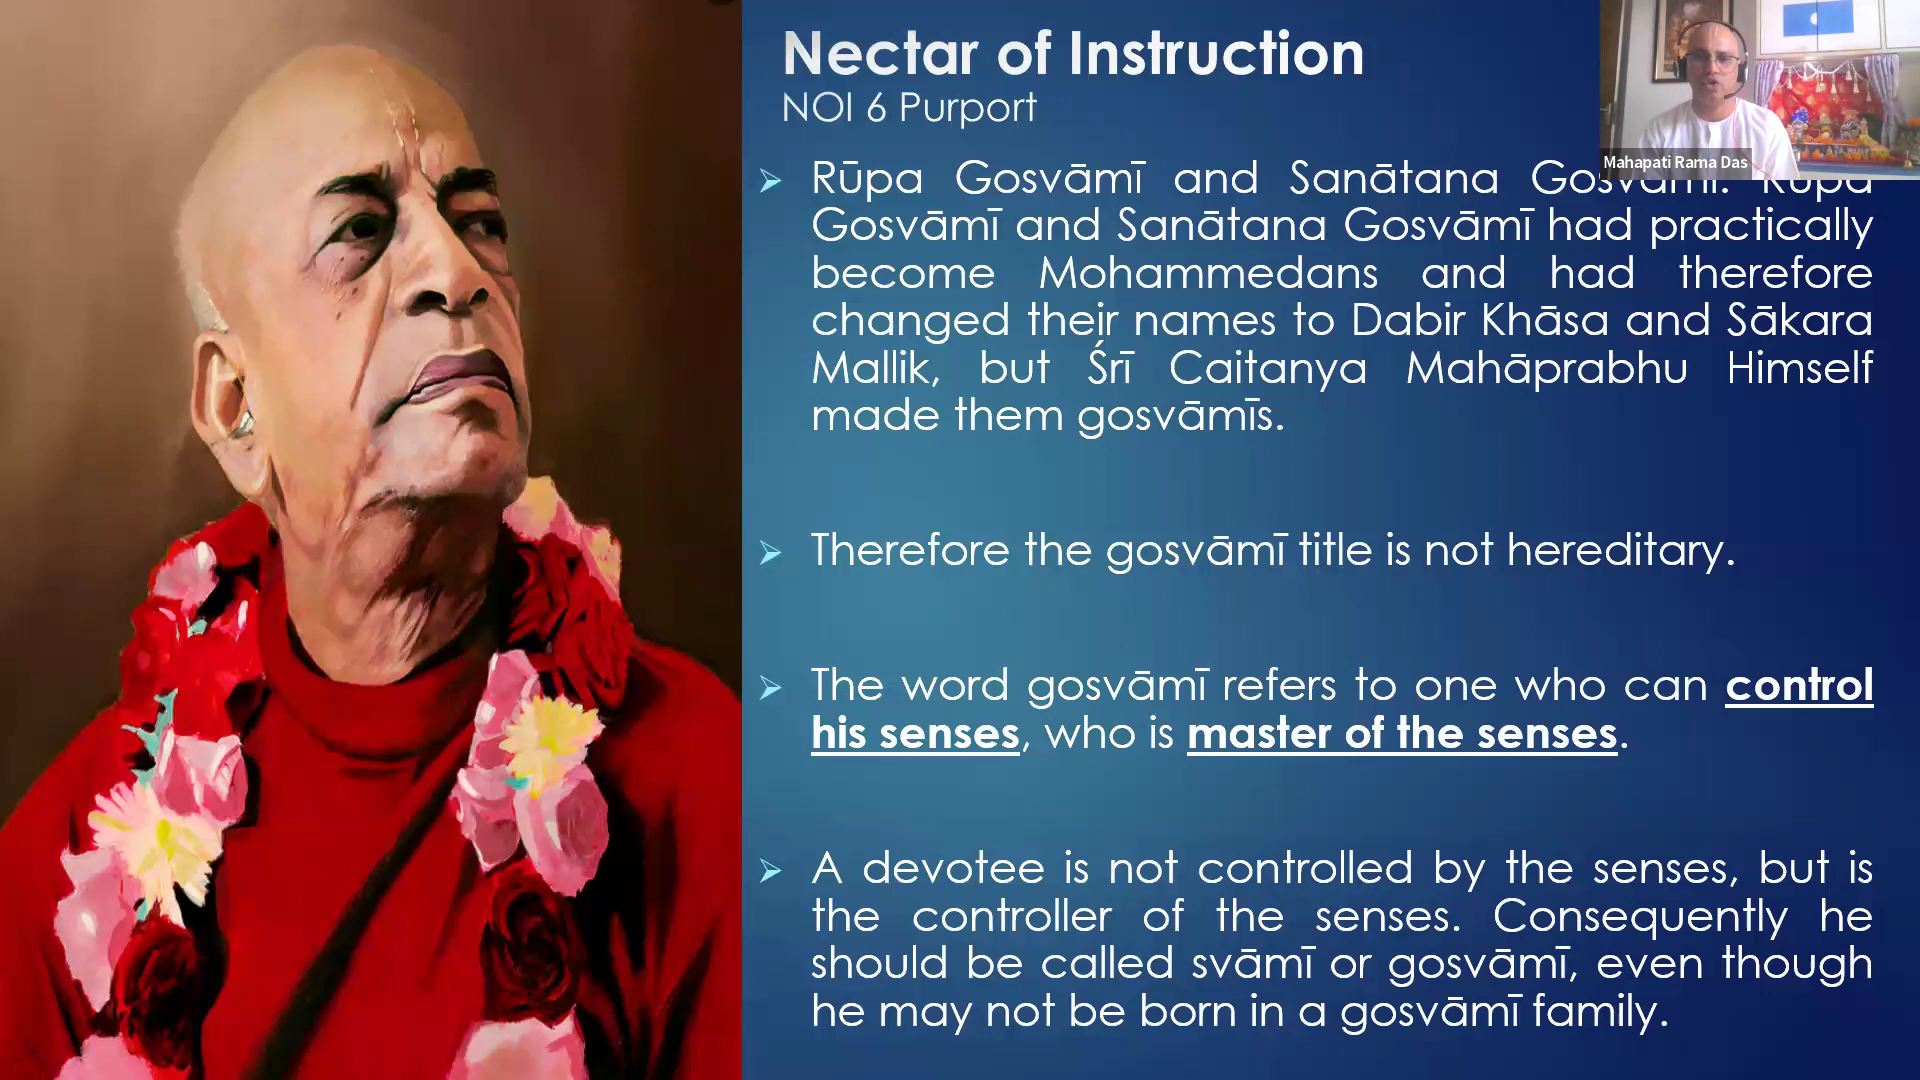 Nectar of Instruction
NOI 6 Purport
Mahapati Rama Das
Rūpa Gosvāmī and Sanātana Gosvāmī. Rūpa
Gosvāmī and Sanātana Gosvāmī had practically
become Mohammedans and had therefore
changed their names to Dabir Khāsa and Sākara
Mallik, but Śrī Caitanya Mahāprabhu Himself
made them gosvāmīs.
Therefore the gosvāmī title is not hereditary.
The word gosvāmī refers to one who can control
his senses, who is master of the senses.
A devotee is not controlled by the senses, but is
the controller of the senses. Consequently he
should be called svāmī or gosvāmī, even though
he may not be born in a gosvāmī family.